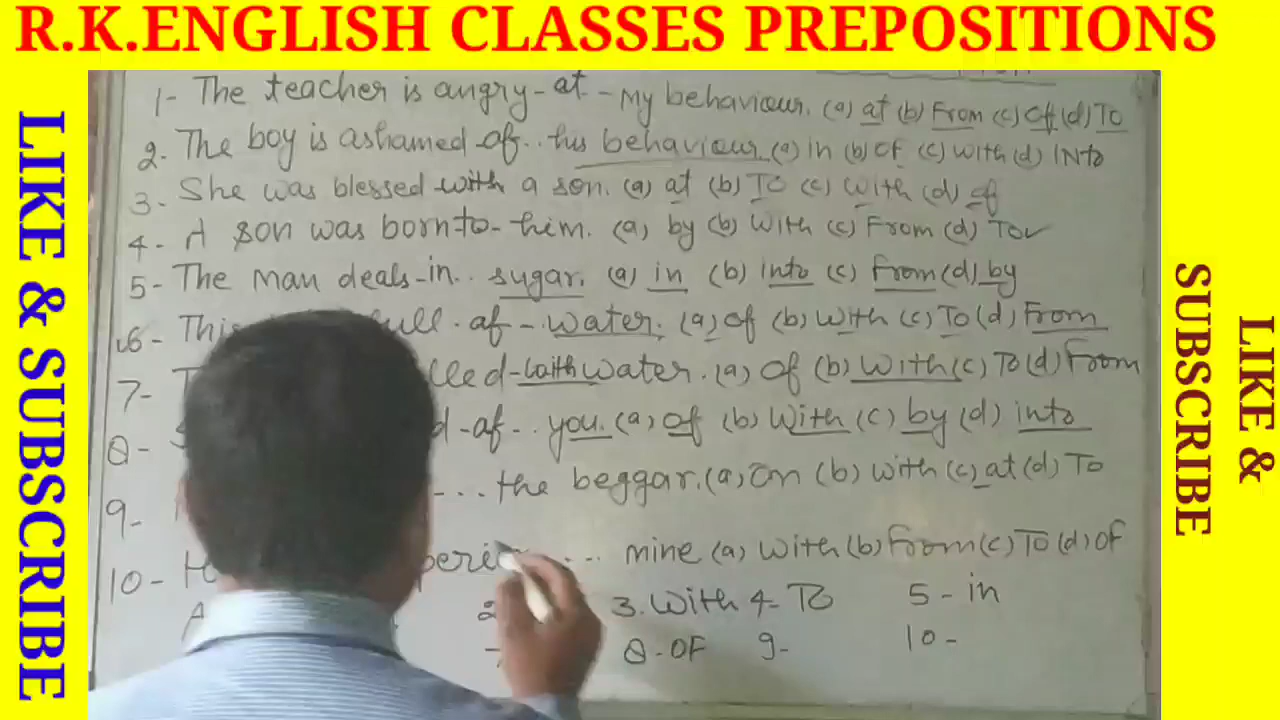 R.K.ENGLISH CLASSES PREPOSITIONS
LIKE & SUBSCRIBE
1- The teacher is angry-at-My behaviour. (a) at (b) From (c) Of (d) To
2. The boy is ashamed-of.. his behaviour (a) in (b) Of (c) With (d) INto
3- She was blessed with a son. (a) at (b) To (c) With (d) of
4- A son was born-to-him. (a) by (b) With (c) From (d) To
5- The Man deals-in.. sugar. (a) in (b) into (c) From (d) by
6- This full.of-- water. (a) Of (b) With (c) To (d) From
7- -with water. (a) Of (b) With (c) To (d) From
8- -of.. you. (a) of (b) With (c) by (d) into
9- ... the beggar. (a) On (b) with (c) at (d) To
10- ... mine (a) With (b) From (c) To (d) Of
3. With 4- To 5- in
8-OF 9- 10-
LIKE &
SUBSCRIBE